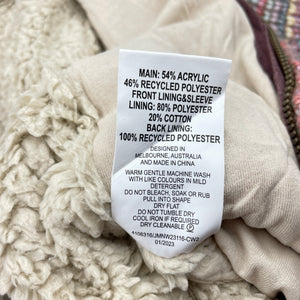 MAIN: 54% ACRYLIC
46% RECYCLED POLYESTER
FRONT LINING&SLEEVE
LINING: 80% POLYESTER
20% COTTON
BACK LINING:
100% RECYCLED POLYESTER
DESIGNED IN
MELBOURNE, AUSTRALIA
AND MADE IN CHINA
WARM GENTLE MACHINE WASH
WITH LIKE COLOURS IN MILD
DETERGENT
DO NOT BLEACH, SOAK OR RUB
PULL INTO SHAPE
DRY FLAT
DO NOT TUMBLE DRY
COOL IRON IF REQUIRED
DRY CLEANABLE Ⓟ
4106316/JMNW23116-CW2
01/2023